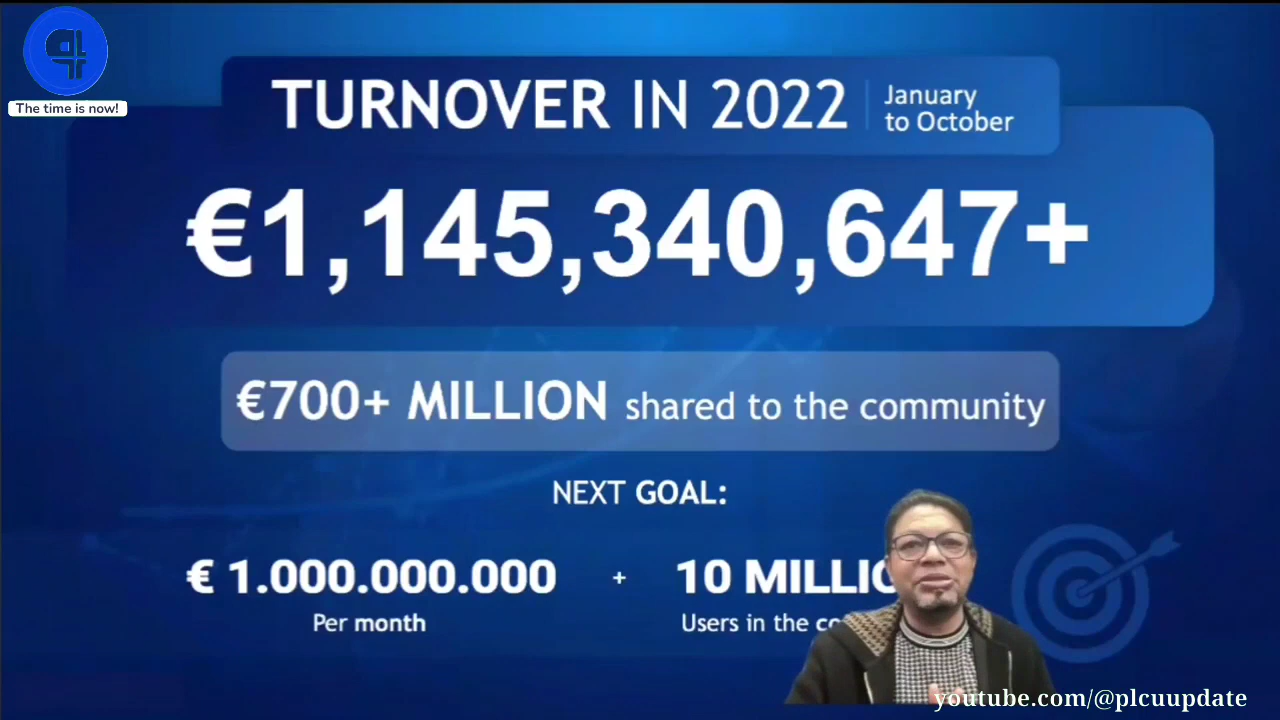 The time is now!
TURNOVER IN 2022
January
to October
€1,145,340,647+
€700+ MILLION shared to the community
NEXT GOAL:
€ 1.000.000.000 + 10
Per month
Users in the
youtube.com/@plcuupdate